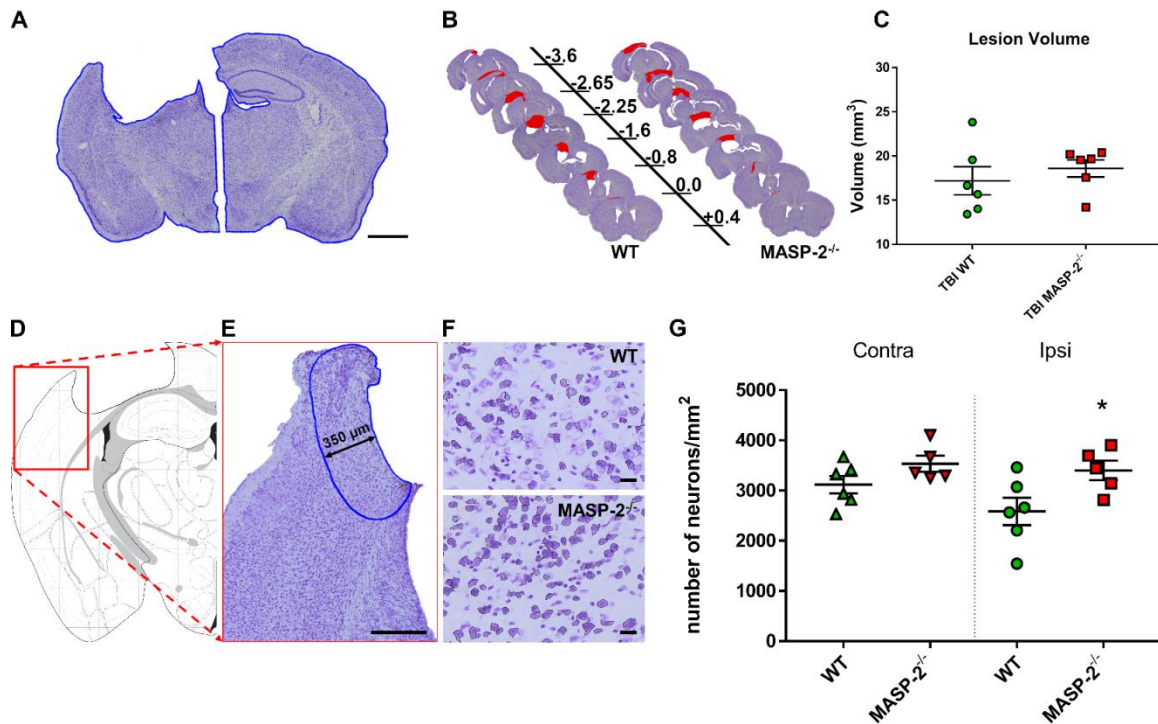 A
B
-3.6
-2.65
-2.25
-1.6
-0.8
0.0
+0.4
WT
MASP-2-/-
C
Lesion Volume
Volume (mm3)
30
25
20
15
10
TBI WT
TBI MASP-2-/-
D
E
350 µm
F
WT
MASP-2-/-
G
Contra
Ipsi
number of neurons/mm2
5000
4000
3000
2000
1000
0
*
WT
MASP-2-/-
WT
MASP-2-/-